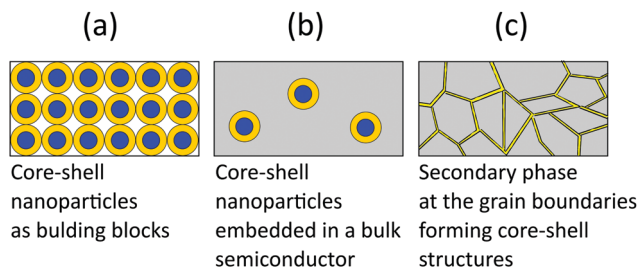 (a)
Core-shell
nanoparticles
as bulding blocks
(b)
Core-shell
nanoparticles
embedded in a bulk
semiconductor
(c)
Secondary phase
at the grain boundaries
forming core-shell
structures